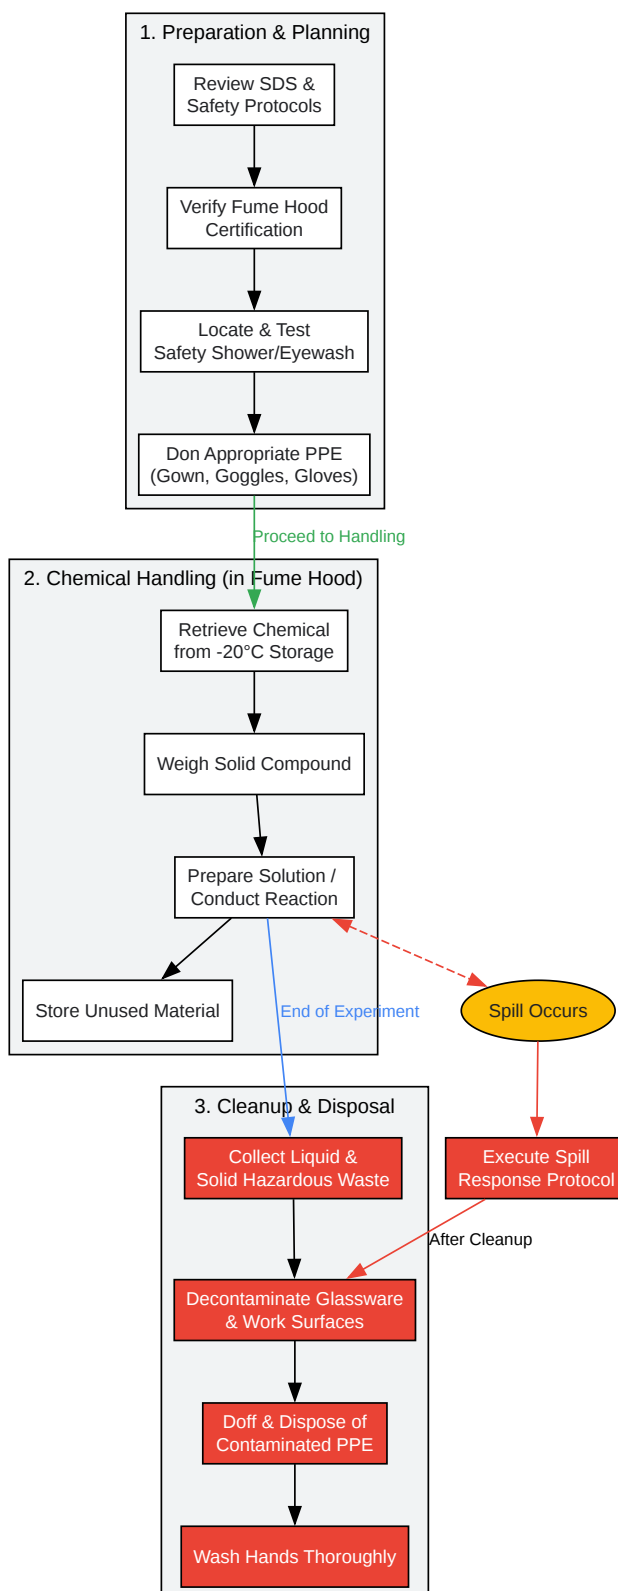 1. Preparation & Planning
Review SDS &
Safety Protocols
Verify Fume Hood
Certification
Locate & Test
Safety Shower/Eyewash
Don Appropriate PPE
(Gown, Goggles, Gloves)
Proceed to Handling
2. Chemical Handling (in Fume Hood)
Retrieve Chemical
from -20°C Storage
Weigh Solid Compound
Prepare Solution /
Conduct Reaction
Store Unused Material
End of Experiment
Spill Occurs
3. Cleanup & Disposal
Collect Liquid &
Solid Hazardous Waste
Execute Spill
Response Protocol
After Cleanup
Decontaminate Glassware
& Work Surfaces
Doff & Dispose of
Contaminated PPE
Wash Hands Thoroughly